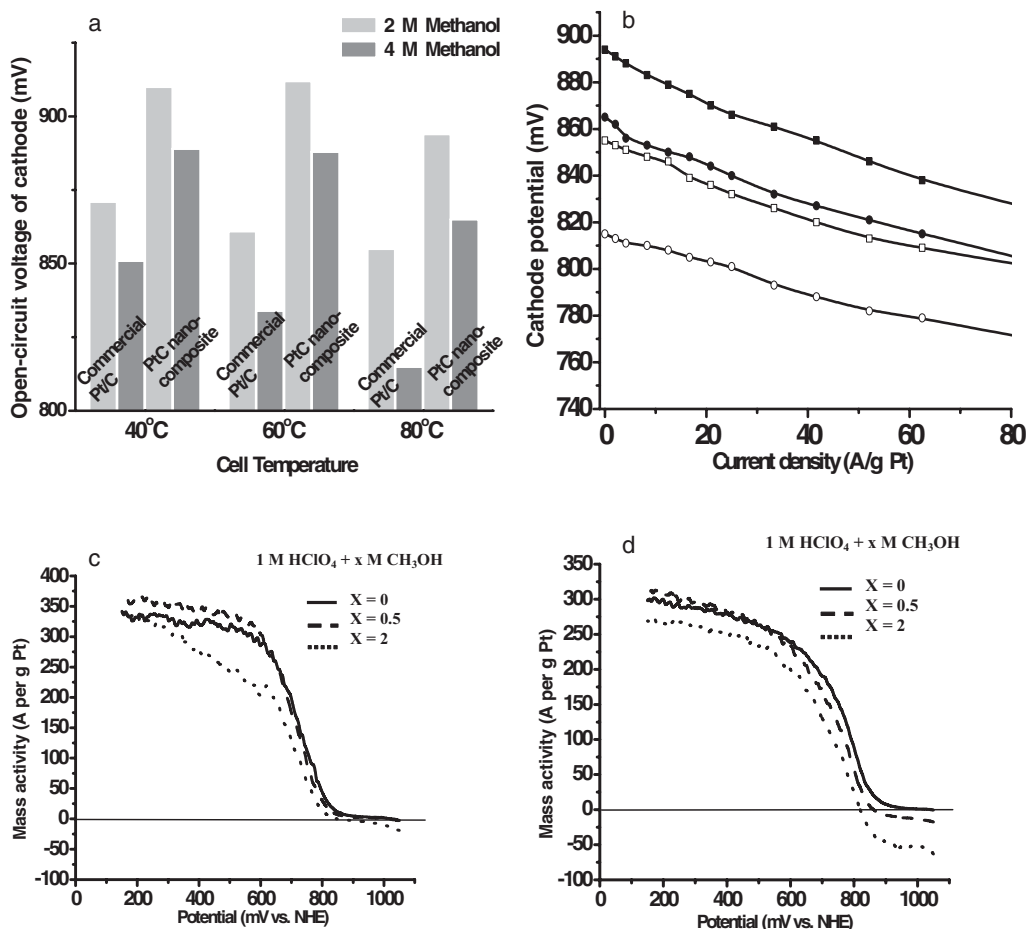 a
2 M Methanol
4 M Methanol
Open-circuit voltage of cathode (mV)
900
850
800
Commercial
Pt/C
PtC nano-
composite
Commercial
Pt/C
PtC nano-
composite
Commercial
Pt/C
PtC nano-
composite
40°C
60°C
80°C
Cell Temperature
b
Cathode potential (mV)
900
880
860
840
820
800
780
760
740
0
20
40
60
80
Current density (A/g Pt)
c
1 M HClO₄ + x M CH₃OH
X = 0
X = 0.5
X = 2
Mass activity (A per g Pt)
400
350
300
250
200
150
100
50
0
-50
-100
0
200
400
600
800
1000
Potential (mV vs. NHE)
d
1 M HClO₄ + x M CH₃OH
X = 0
X = 0.5
X = 2
Mass activity (A per g Pt)
350
300
250
200
150
100
50
0
-50
-100
0
200
400
600
800
1000
Potential (mV vs. NHE)